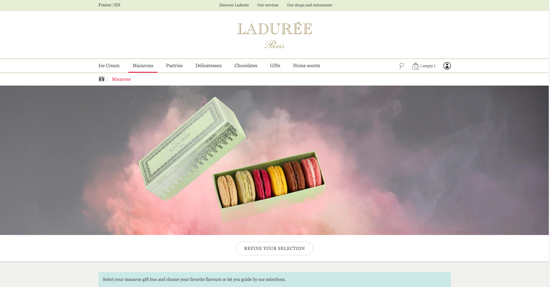 France | EN
Discover Ladurée
Our services
Our shops and restaurants
LADURÉE
Paris
Ice Cream
Macarons
Pastries
Delicatessen
Chocolates
Gifts
Home scents
( empty )
Macarons
LADURÉE
REFINE YOUR SELECTION
Select your macaron gift box and choose your favorite flavours or let you guide by our selections.